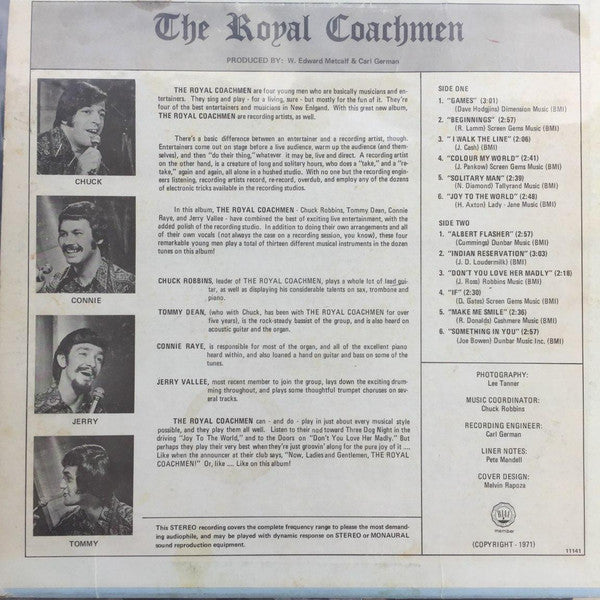 The Royal Coachmen
PRODUCED BY: W. Edward Metcalf & Carl German
CHUCK
CONNIE
JERRY
TOMMY
THE ROYAL COACHMEN are four young men who are basically musicians and en-
tertainers. They sing and play - for a living, sure - but mostly for the fun of it. They're
four of the best entertainers and musicians in New England. With this great new album,
THE ROYAL COACHMEN are recording artists, as well.
There's a basic difference between an entertainer and a recording artist, though.
Entertainers come out on stage before a live audience, warm up the audience (and them-
selves), and then "do their thing," whatever it may be, live and direct. A recording artist
on the other hand, is a creature of long and solitary hours, who does a "take," and a "re-
take," again and again, all alone in a hushed studio. With no one but the recording engin-
eers listening, recording artists record, re-record, overdub, and employ any of the dozens
of electronic tricks available in the recording studios.
In this album, THE ROYAL COACHMEN - Chuck Robbins, Tommy Dean, Connie
Raye, and Jerry Vallee - have combined the best of exciting live entertainment, with the
added polish of the recording studio. In addition to doing their own arrangements and all
of their own vocals (not always the case on a recording session, you know), these four
remarkable young men play a total of thirteen different musical instruments in the dozen
tunes on this album!
CHUCK ROBBINS, leader of THE ROYAL COACHMEN, plays a whole lot of lead gui-
tar, as well as displaying his considerable talents on sax, trombone and
piano.
TOMMY DEAN, (who with Chuck, has been with THE ROYAL COACHMEN for over
five years), is the rock-steady bassist of the group, and is also heard on
acoustic guitar and the organ.
CONNIE RAYE, is responsible for most of the organ, and all of the excellent piano
heard within, and also loaned a hand on guitar and bass on some of the
tunes.
JERRY VALLEE, most recent member to join the group, lays down the exciting drum-
ming throughout, and plays some thoughtful trumpet choruses on sev-
eral tracks.
THE ROYAL COACHMEN can - and do - play in just about every musical style
possible, and they play them all well. Listen to their nod toward Three Dog Night in the
driving "Joy To The World," and to the Doors on "Don't You Love Her Madly." But
perhaps they play their very best when they're just groovin' along for the pure joy of it ....
Like when the announcer at their club says, "Now, Ladies and Gentlemen, THE ROYAL
COACHMEN!" Or, like .... Like on this album!
This STEREO recording covers the complete frequency range to please the most demand-
ing audiophile, and may be played with dynamic response on STEREO or MONAURAL
sound reproduction equipment.
SIDE ONE
1. "GAMES" (3:01)
(Dave Hodgins) Dimension Music (BMI)
2. "BEGINNINGS" (2:57)
(R. Lamm) Screen Gems Music (BMI)
3. "I WALK THE LINE" (2:06)
(J. Cash) (BMI)
4. "COLOUR MY WORLD" (2:41)
(J. Pankow) Screen Gems Music (BMI)
5. "SOLITARY MAN" (2:39)
(N. Diamond) Tallyrand Music (BMI)
6. "JOY TO THE WORLD" (2:48)
(H. Axton) Lady - Jane Music (BMI)
SIDE TWO
1. "ALBERT FLASHER" (2:57)
(Cummings) Dunbar Music (BMI)
2. "INDIAN RESERVATION" (3:03)
(J. D. Loudermilk) (BMI)
3. "DON'T YOU LOVE HER MADLY" (2:18)
(J. Ross) Robbins Music (BMI)
4. "IF" (2:30)
(D. Gates) Screen Gems Music (BMI)
5. "MAKE ME SMILE" (2:36)
(R. Donalds) Cashmere Music (BMI)
6. "SOMETHING IN YOU" (2:57)
(Joe Bowen) Dunbar Music Inc. (BMI)
PHOTOGRAPHY:
Lee Tanner
MUSIC COORDINATOR:
Chuck Robbins
RECORDING ENGINEER:
Carl German
LINER NOTES:
Pete Mandell
COVER DESIGN:
Melvin Rapoza
member
(COPYRIGHT - 1971)
11141